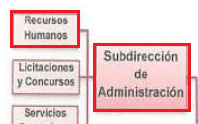 Recursos
Humanos
Subdirección
de
Administración
Licitaciones
y Concursos
Servicios